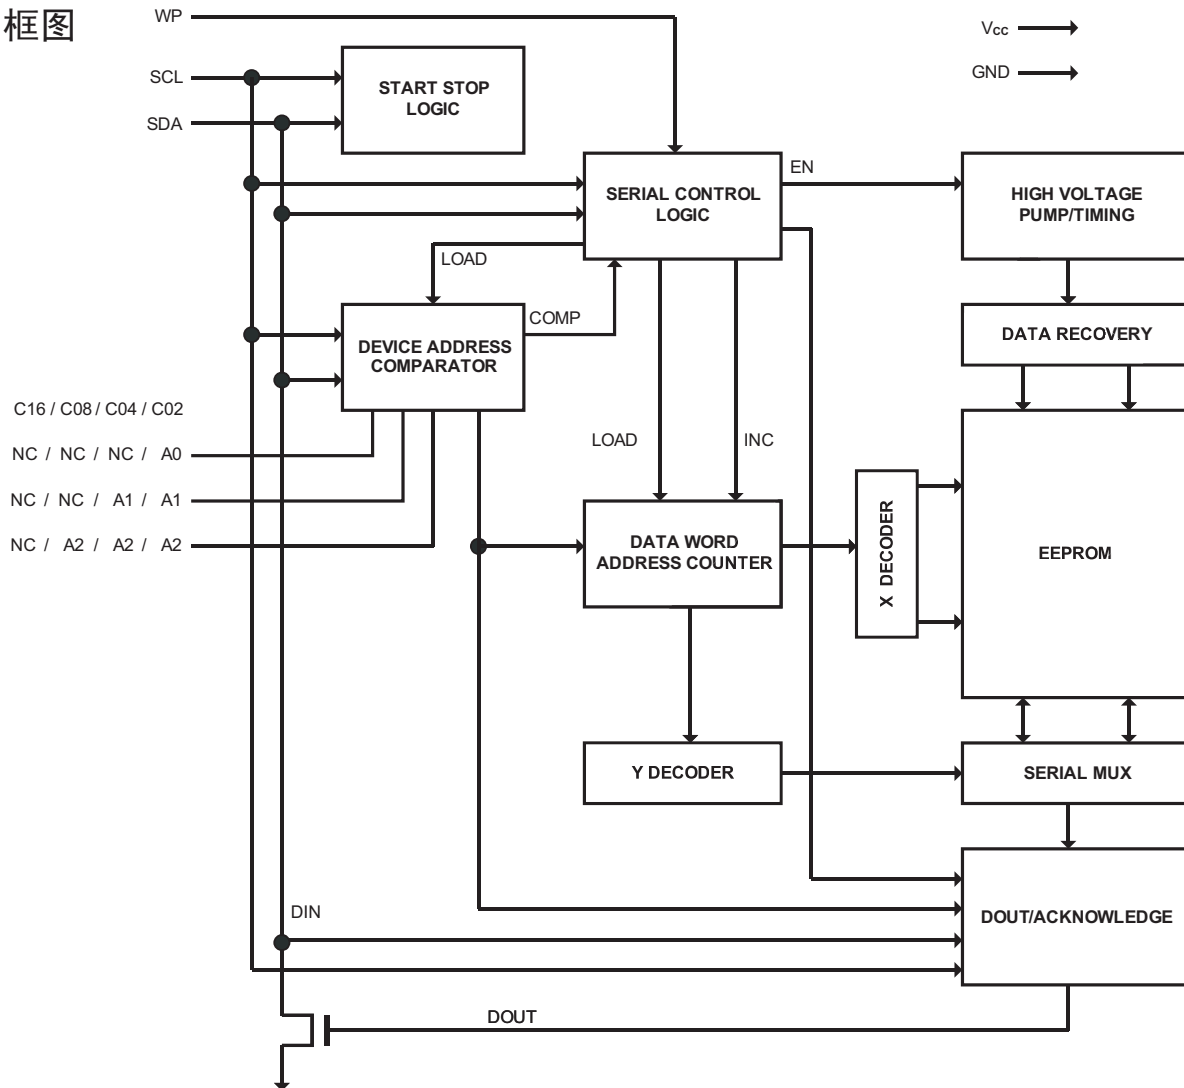 框图
WP
Vcc
SCL
GND
START STOP
LOGIC
SDA
SERIAL CONTROL
LOGIC
EN
HIGH VOLTAGE
PUMP/TIMING
LOAD
COMP
DEVICE ADDRESS
COMPARATOR
DATA RECOVERY
C16 / C08 / C04 / C02
NC / NC / NC / A0
NC / NC / A1 / A1
NC / A2 / A2 / A2
LOAD
INC
DATA WORD
ADDRESS COUNTER
X DECODER
EEPROM
Y DECODER
SERIAL MUX
DIN
DOUT/ACKNOWLEDGE
DOUT